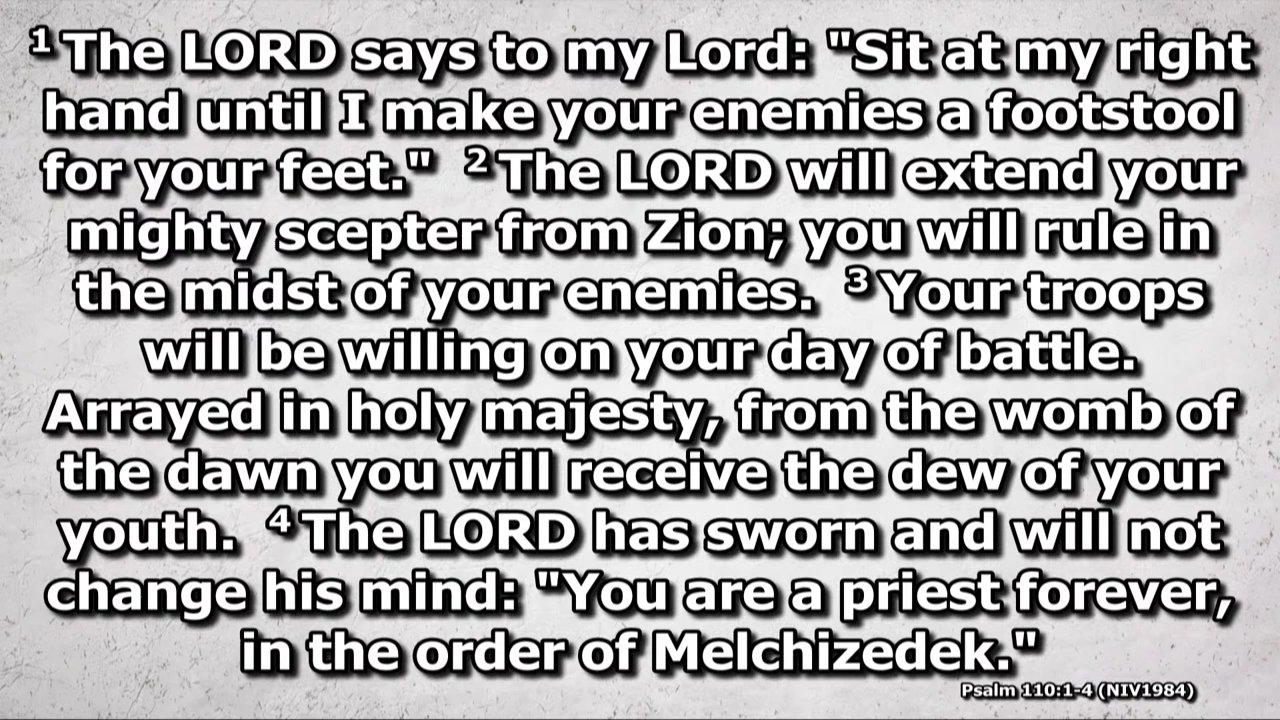 ¹ The LORD says to my Lord: "Sit at my right
hand until I make your enemies a footstool
for your feet." ² The LORD will extend your
mighty scepter from Zion; you will rule in
the midst of your enemies. ³ Your troops
will be willing on your day of battle.
Arrayed in holy majesty, from the womb of
the dawn you will receive the dew of your
youth. ⁴ The LORD has sworn and will not
change his mind: "You are a priest forever,
in the order of Melchizedek."
Psalm 110:1-4 (NIV1984)